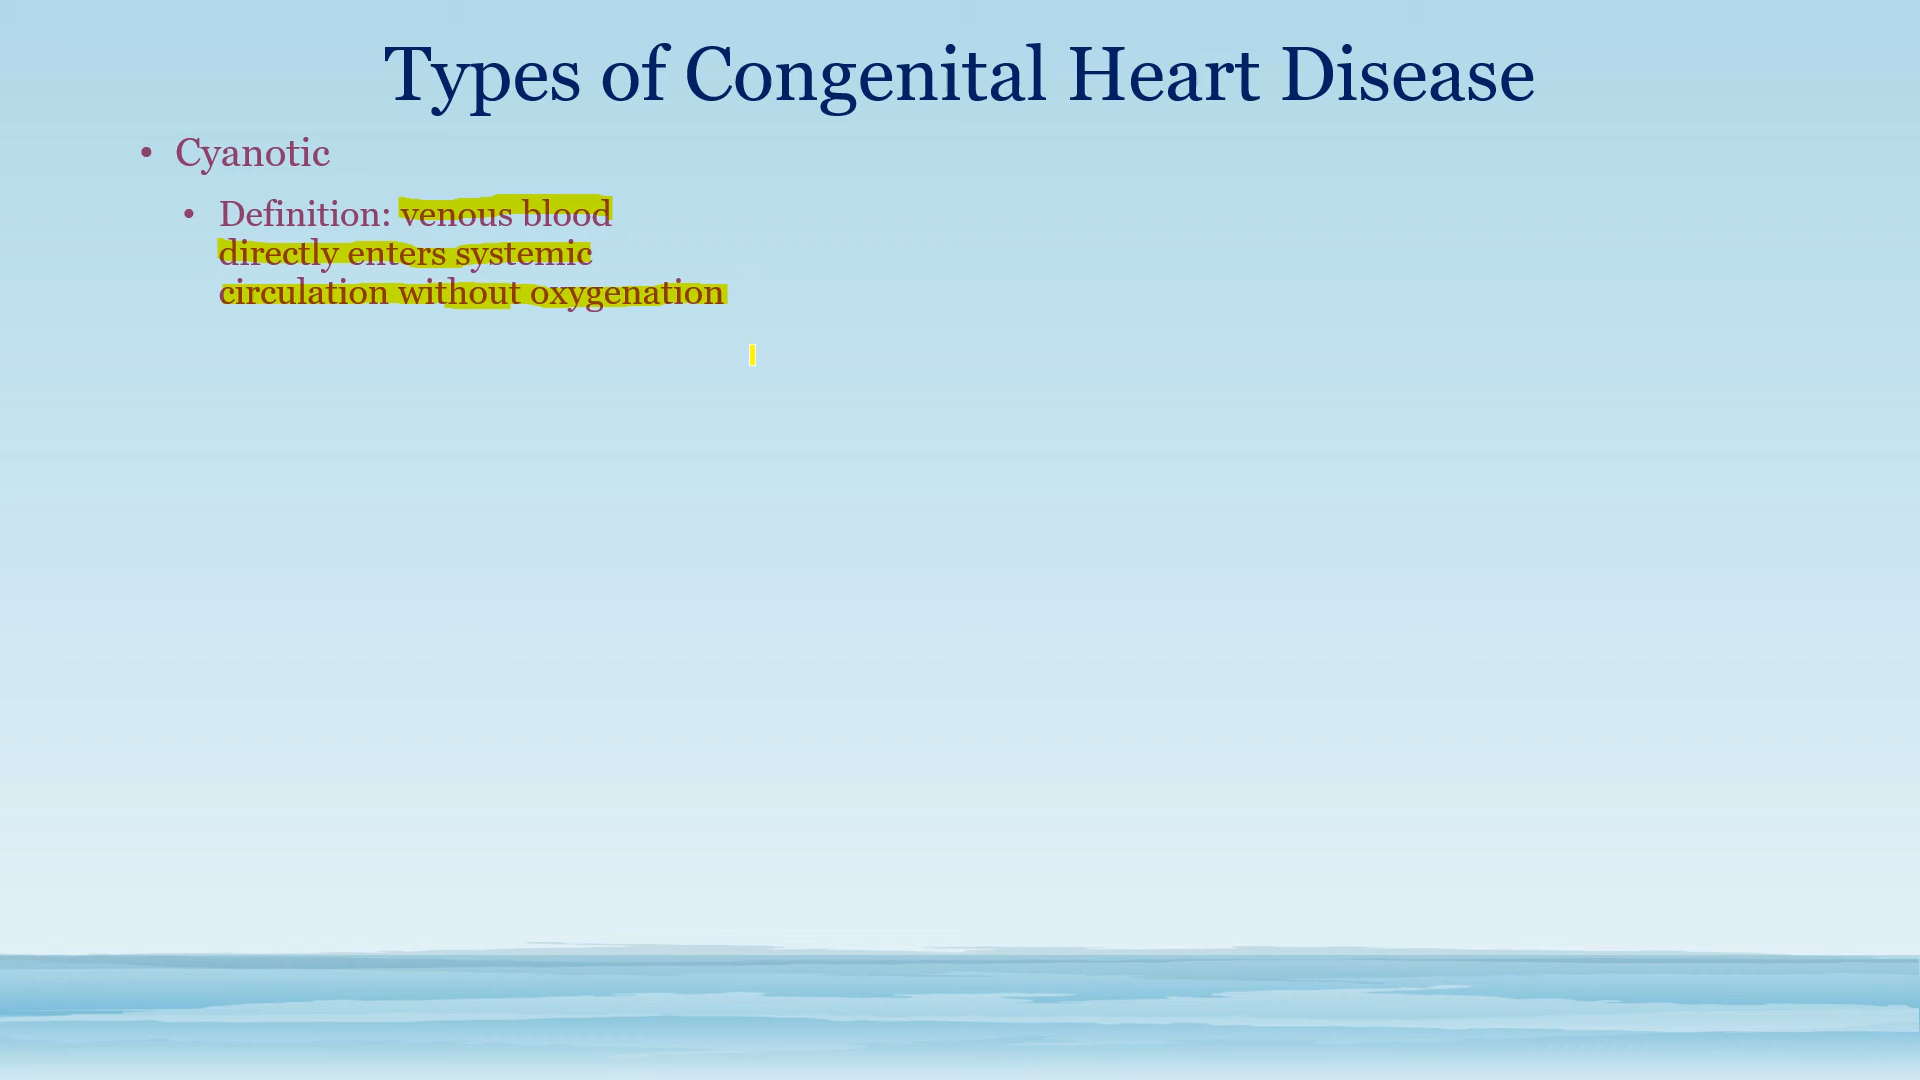 Types of Congenital Heart Disease
• Cyanotic
• Definition: venous blood
directly enters systemic
circulation without oxygenation